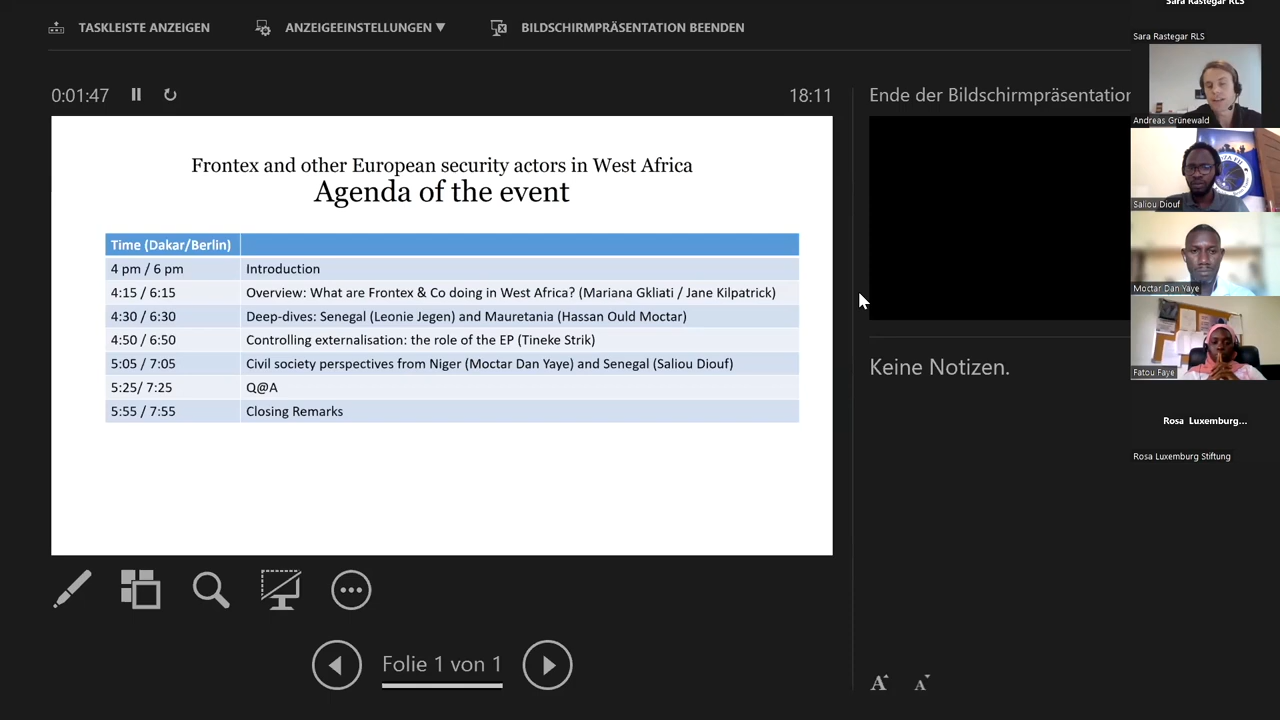 TASKLEISTE ANZEIGEN
ANZEIGEEINSTELLUNGEN ▼
BILDSCHIRMPRÄSENTATION BEENDEN
0:01:47
18:11
Frontex and other European security actors in West Africa
Agenda of the event
Time (Dakar/Berlin)
4 pm / 6 pm Introduction
4:15 / 6:15 Overview: What are Frontex & Co doing in West Africa? (Mariana Gkliati / Jane Kilpatrick)
4:30 / 6:30 Deep-dives: Senegal (Leonie Jegen) and Mauretania (Hassan Ould Moctar)
4:50 / 6:50 Controlling externalisation: the role of the EP (Tineke Strik)
5:05 / 7:05 Civil society perspectives from Niger (Moctar Dan Yaye) and Senegal (Saliou Diouf)
5:25/ 7:25 Q@A
5:55 / 7:55 Closing Remarks
Folie 1 von 1
Ende der Bildschirmpräsentation
Keine Notizen.
A A
Sara Rastegar RLS
Sara Rastegar RLS
Andreas Grünewald
Saliou Diouf
Moctar Dan Yaye
Fatou Faye
Rosa Luxemburg...
Rosa Luxemburg Stiftung